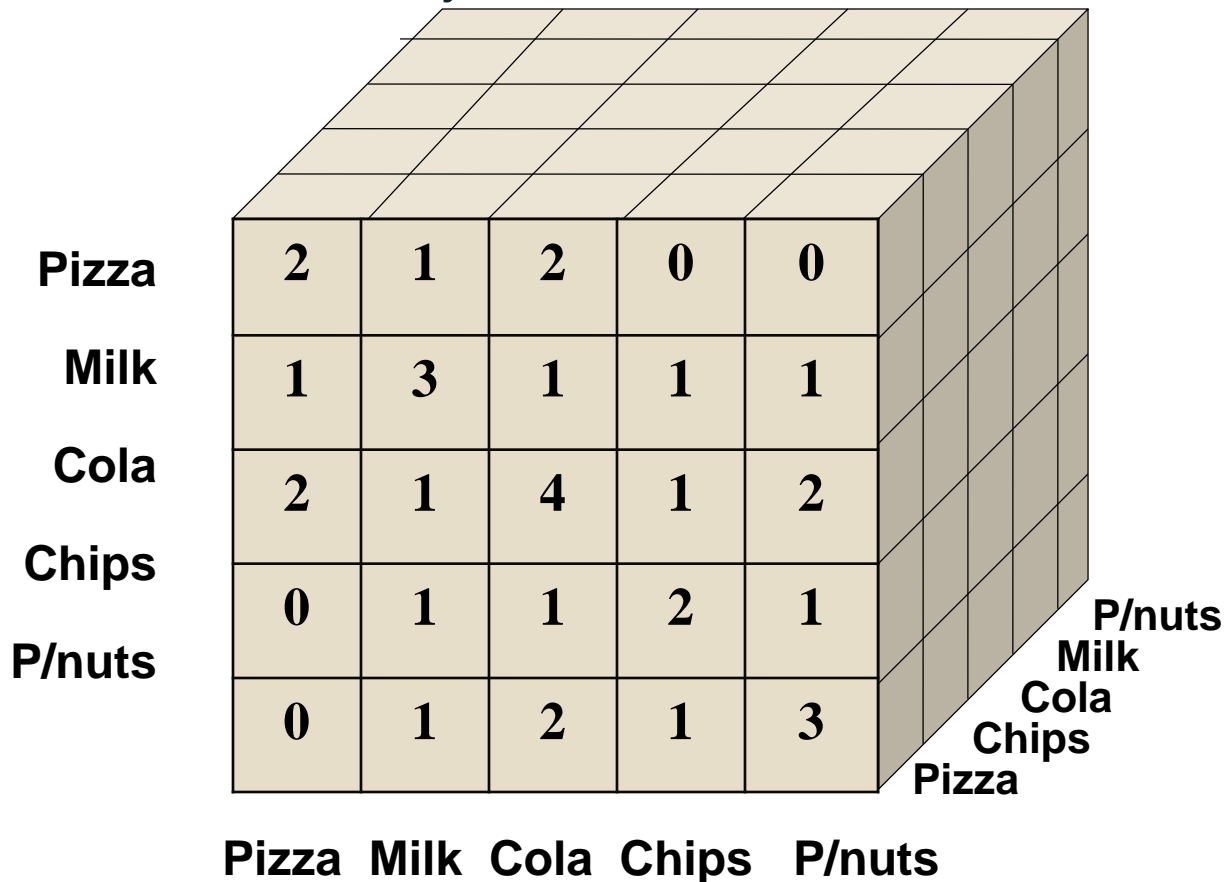 Pizza 2 1 2 0 0
Milk 1 3 1 1 1
Cola 2 1 4 1 2
Chips 0 1 1 2 1
P/nuts 0 1 2 1 3
P/nuts
Milk
Cola
Chips
Pizza
Pizza Milk Cola Chips P/nuts